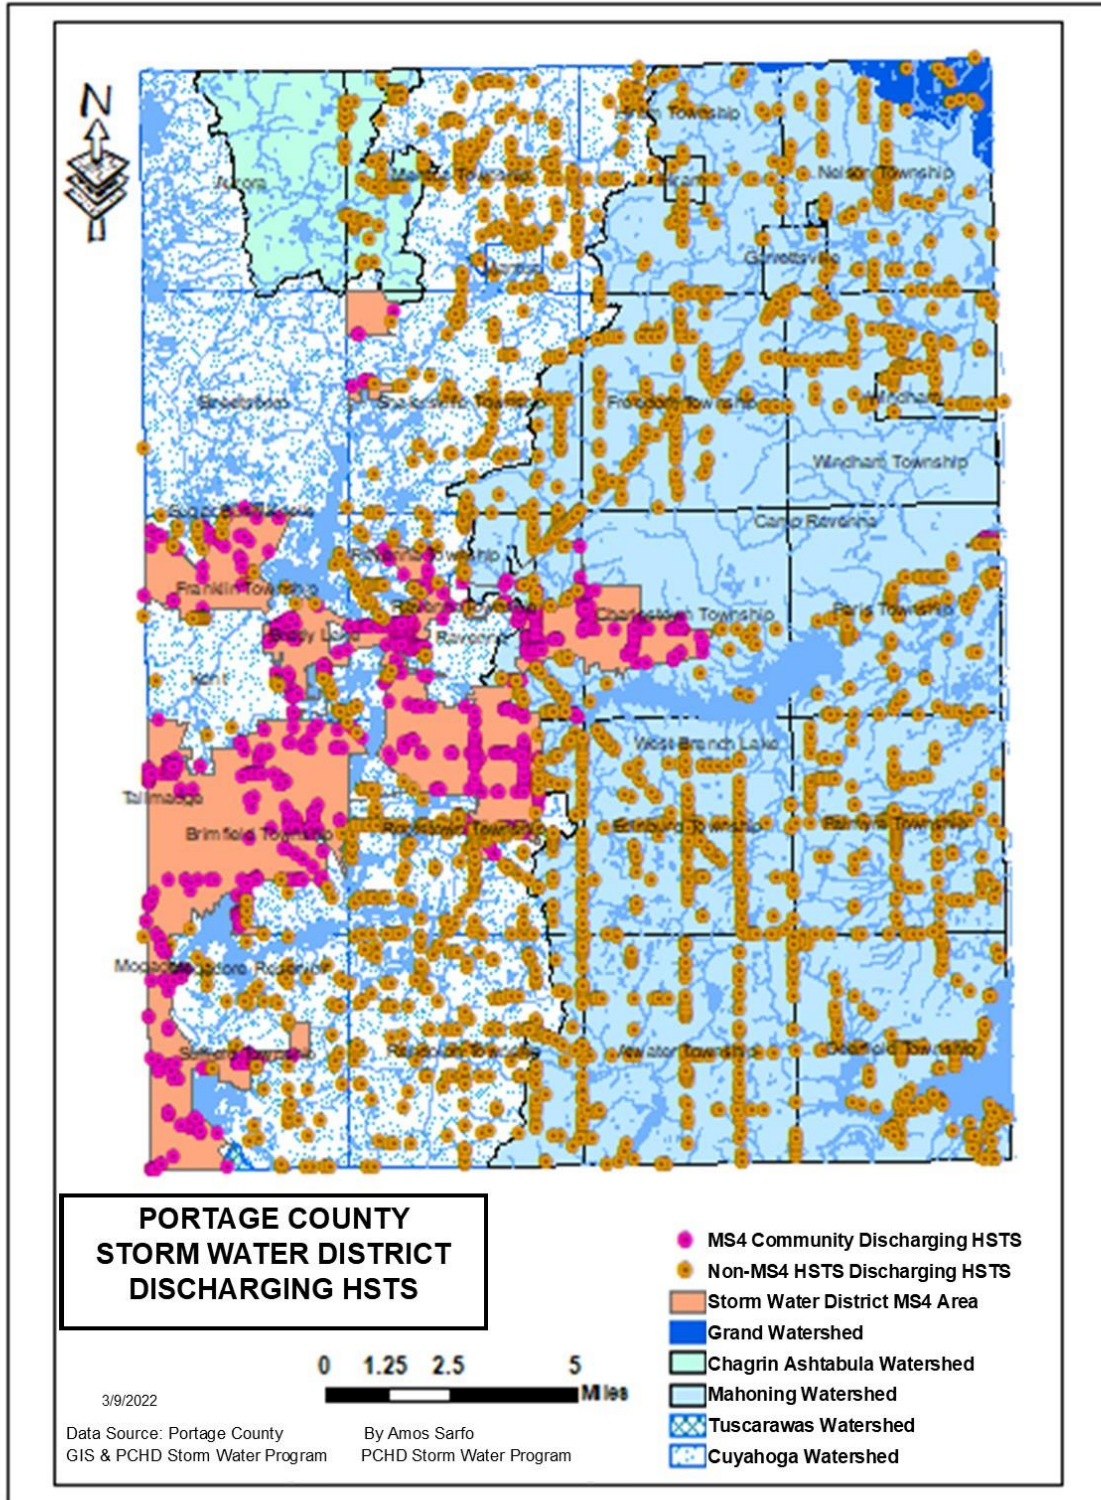 N
Hiram Township
Aurora
Mantua Township
Hiram
Nelson Township
Garrettsville
Mantua
Streetsboro
Shalersville Township
Freedom Township
Windham
Windham Township
Camp Ravenna
Ravenna Township
Franklin Township
Charlestown Township
Paris Township
Brady Lake
Ravenna
Kent
West Branch Lake
Tallmadge
Brimfield Township
Rootstown Township
Edinburg Township
Palmyra Township
Mogadore Reservoir
Suffield Township
Randolph Township
Atwater Township
Deerfield Township
PORTAGE COUNTY
STORM WATER DISTRICT
DISCHARGING HSTS
MS4 Community Discharging HSTS
Non-MS4 HSTS Discharging HSTS
Storm Water District MS4 Area
Grand Watershed
Chagrin Ashtabula Watershed
Mahoning Watershed
Tuscarawas Watershed
Cuyahoga Watershed
0 1.25 2.5 5
Miles
3/9/2022
Data Source: Portage County By Amos Sarfo
GIS & PCHD Storm Water Program PCHD Storm Water Program